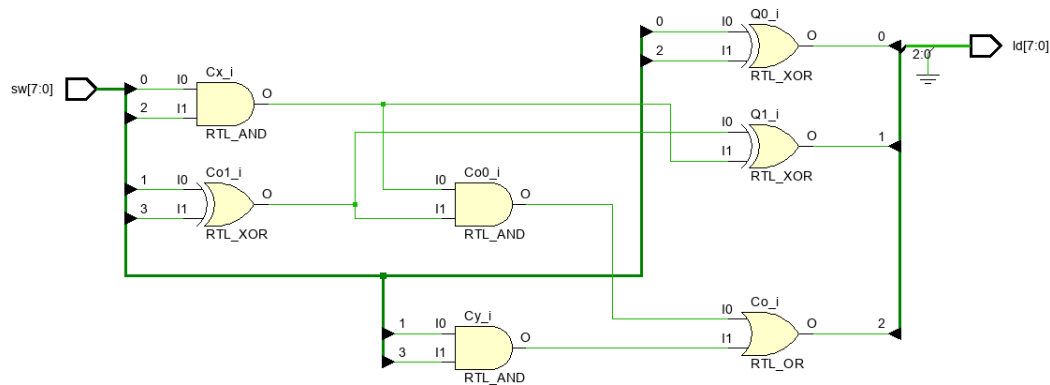 sw[7:0]
0 I0 Cx_i O
2 I1
RTL_AND
1 I0 Co1_i O
3 I1
RTL_XOR
I0 Co0_i O
I1
RTL_AND
1 I0 Cy_i O
3 I1
RTL_AND
0 I0 Q0_i O 0
2 I1
RTL_XOR
I0 Q1_i O 1
I1
RTL_XOR
I0 Co_i O 2
I1
RTL_OR
2:0
ld[7:0]